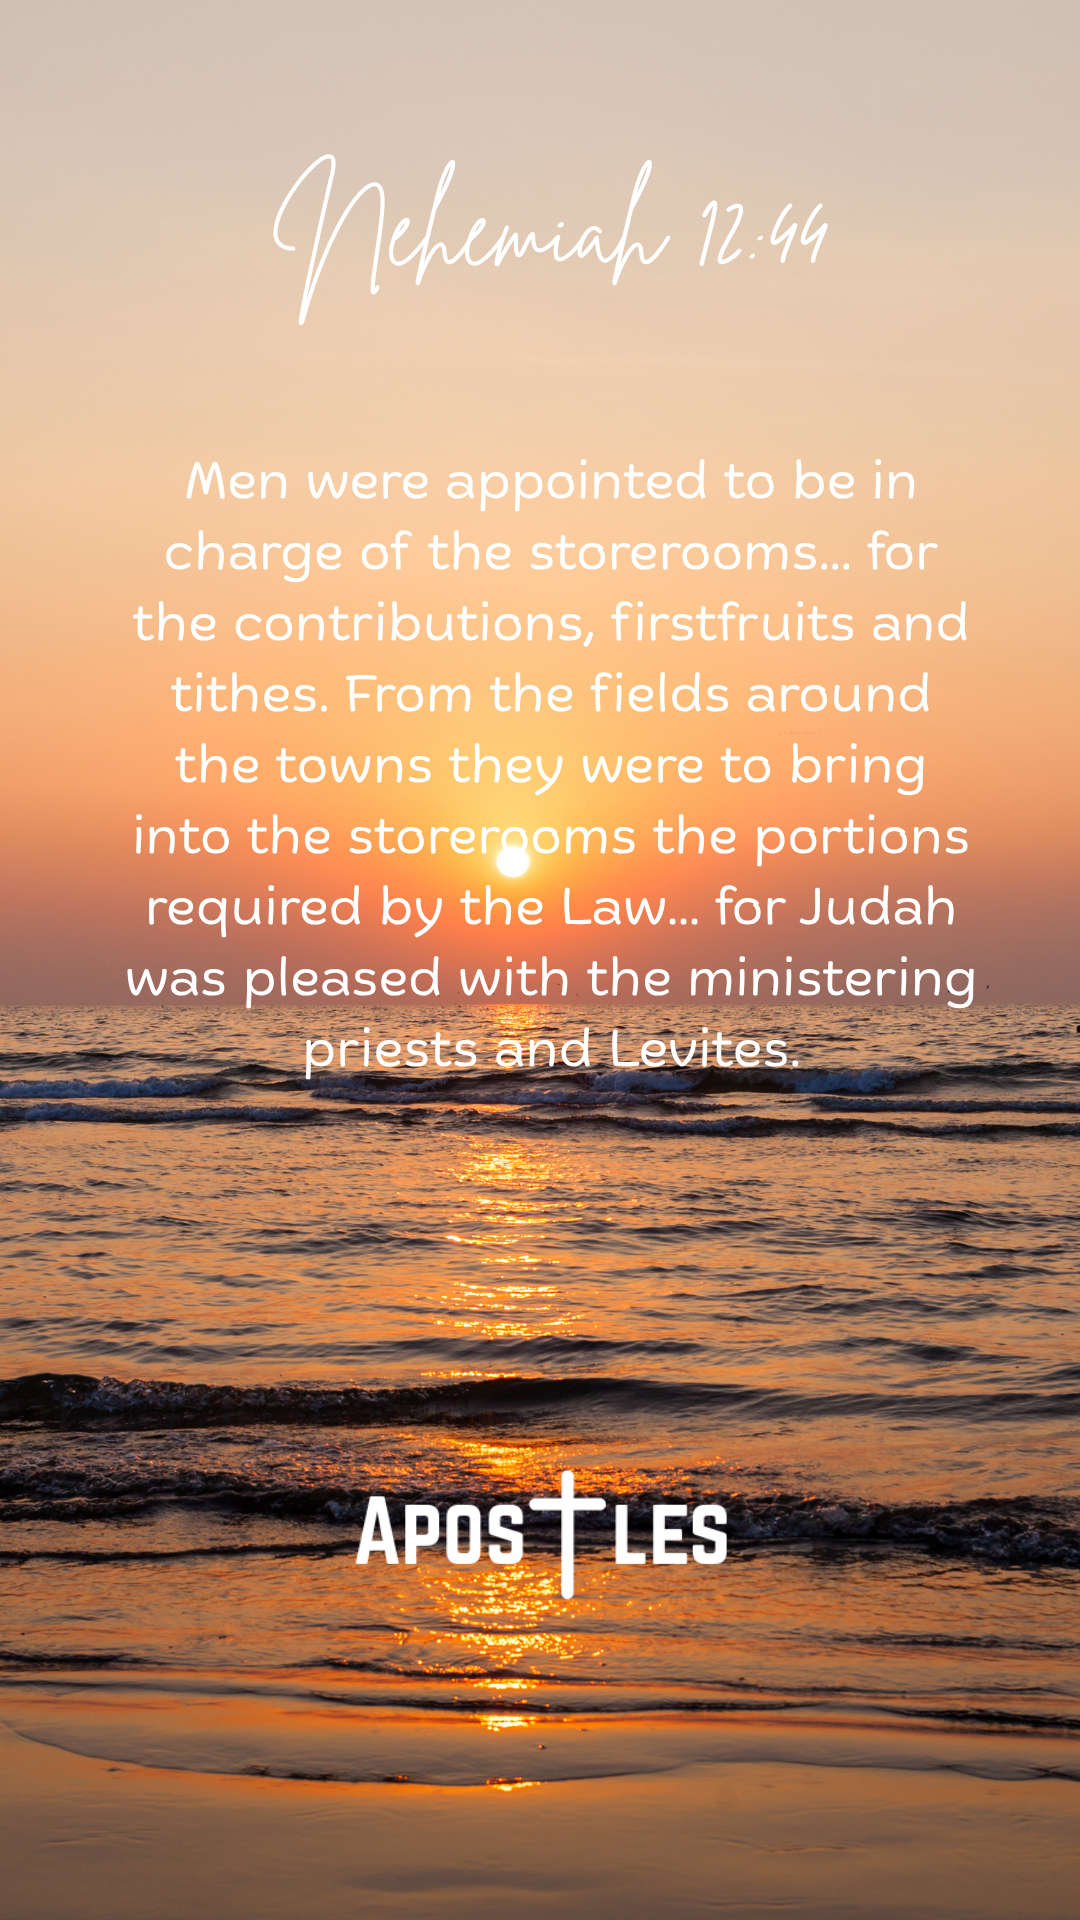 Nehemiah 12:44
Men were appointed to be in
charge of the storerooms... for
the contributions, firstfruits and
tithes. From the fields around
the towns they were to bring
into the storerooms the portions
required by the Law... for Judah
was pleased with the ministering
priests and Levites.
APOSTLES